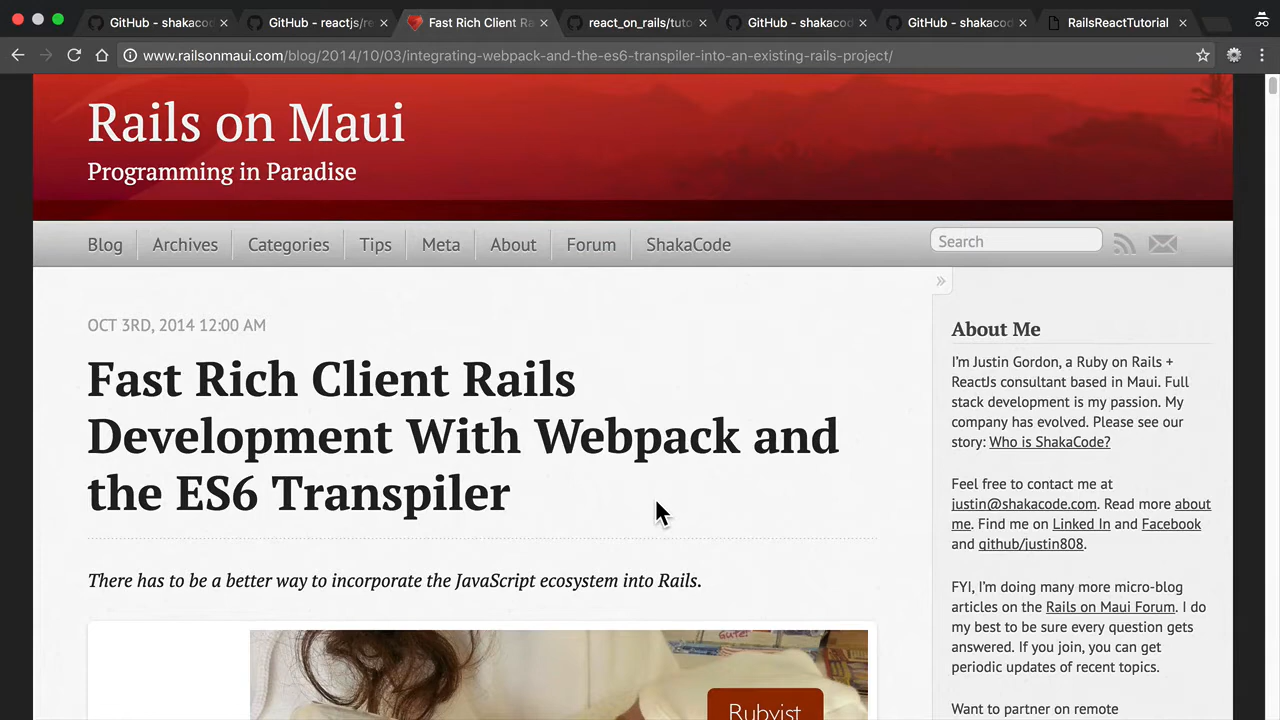 GitHub - shakaco
GitHub - reactjs/re
Fast Rich Client Ra
react_on_rails/tuto
GitHub - shakacod
GitHub - shakacod
RailsReactTutorial
www.railsonmaui.com/blog/2014/10/03/integrating-webpack-and-the-es6-transpiler-into-an-existing-rails-project/
Rails on Maui
Programming in Paradise
Blog
Archives
Categories
Tips
Meta
About
Forum
ShakaCode
Search
»
OCT 3RD, 2014 12:00 AM
Fast Rich Client Rails
Development With Webpack and
the ES6 Transpiler
There has to be a better way to incorporate the JavaScript ecosystem into Rails.
Gute!
Rubyist
About Me
I'm Justin Gordon, a Ruby on Rails +
ReactJs consultant based in Maui. Full
stack development is my passion. My
company has evolved. Please see our
story: Who is ShakaCode?
Feel free to contact me at
justin@shakacode.com. Read more about
me. Find me on Linked In and Facebook
and github/justin808.
FYI, I'm doing many more micro-blog
articles on the Rails on Maui Forum. I do
my best to be sure every question gets
answered. If you join, you can get
periodic updates of recent topics.
Want to partner on remote